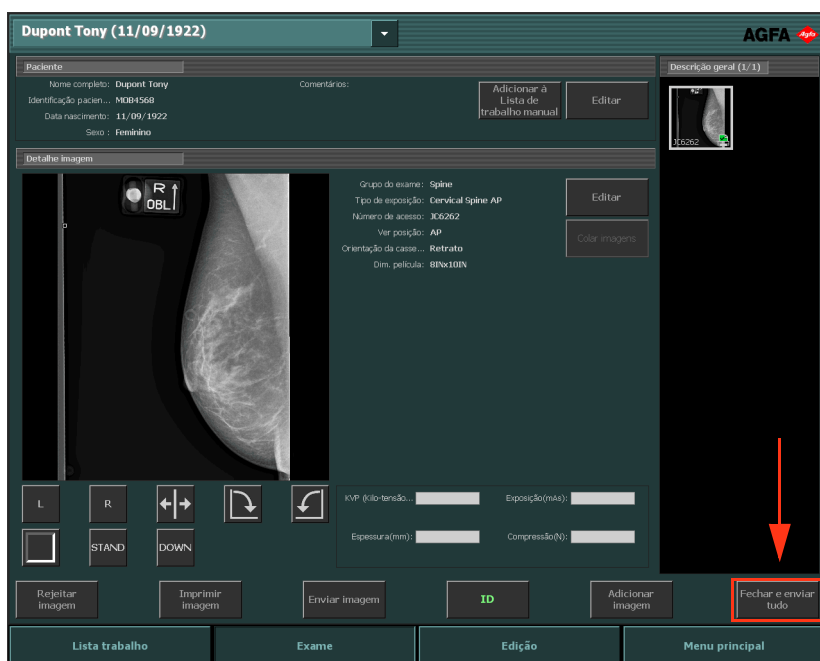 Dupont Tony (11/09/1922)
AGFA
Agfa
Paciente
Nome completo: Dupont Tony
Comentários:
Identificação pacien... MOB4568
Data nascimento: 11/09/1922
Sexo : Feminino
Adicionar à
Lista de
trabalho manual
Editar
Descrição geral (1/1)
JC6262
Detalhe imagem
R
OBL
Grupo do exame: Spine
Tipo de exposição: Cervical Spine AP
Número de acesso: JC6262
Ver posição: AP
Orientação da casse... Retrato
Dim. película: 8INx10IN
Editar
Colar imagens
L
R
STAND
DOWN
KVP (Kilo-tensão...
Exposição(mAs):
Espessura(mm):
Compressão(N):
Rejeitar
imagem
Imprimir
imagem
Enviar imagem
ID
Adicionar
imagem
Fechar e enviar
tudo
Lista trabalho
Exame
Edição
Menu principal